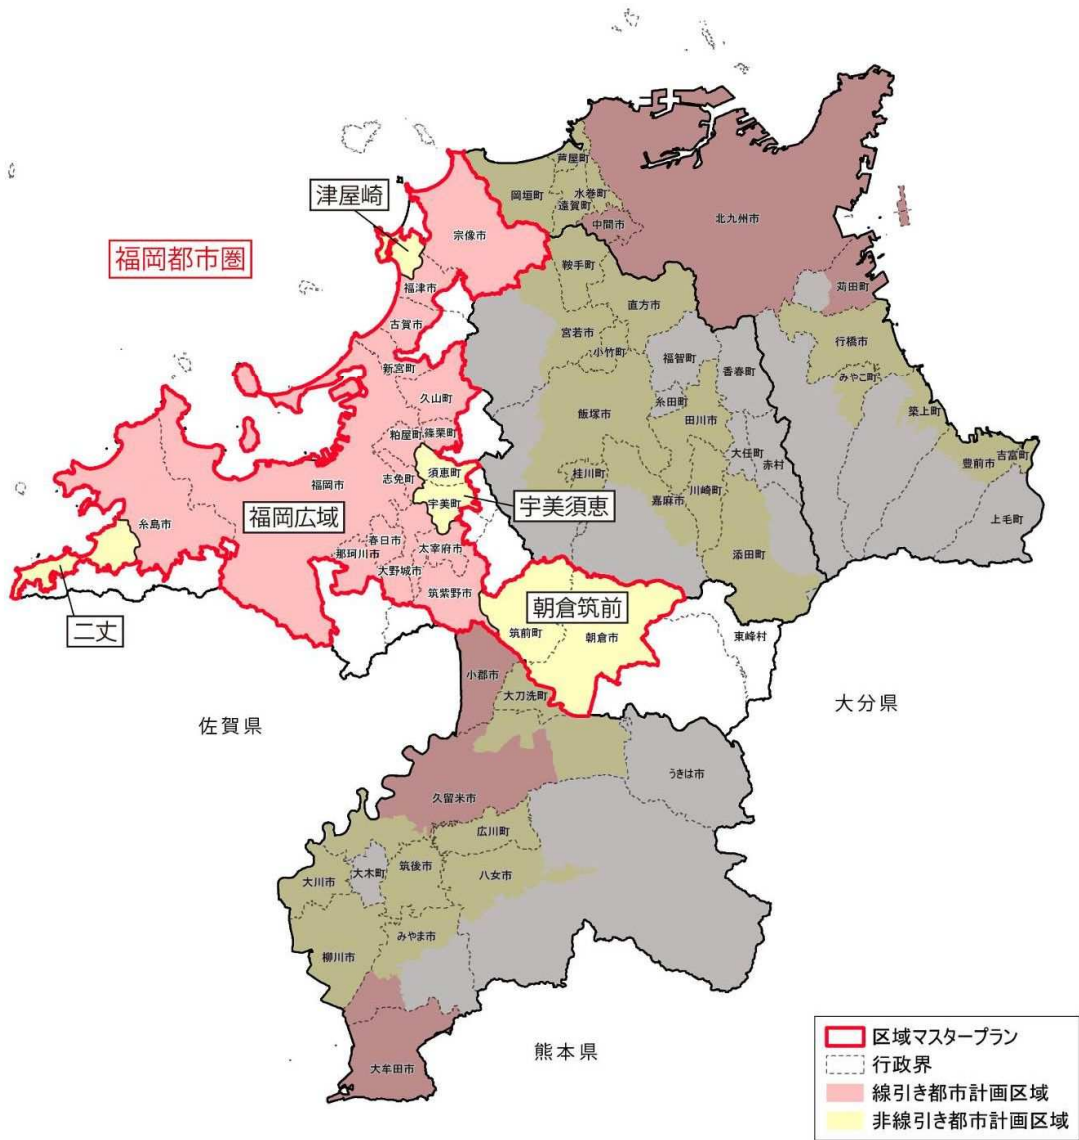 芦屋町
津屋崎
岡垣町
水巻町
遠賀町
北九州市
宗像市
中間市
福岡都市圏
鞍手町
福津市
直方市
苅田町
古賀市
宮若市
行橋市
小竹町
福智町
新宮町
香春町
みやこ町
久山町
糸田町
飯塚市
田川市
築上町
粕屋町
篠栗町
大任町
赤村
吉富町
豊前市
須恵町
桂川町
福岡市
志免町
川崎町
宇美町
宇美須恵
嘉麻市
上毛町
福岡広域
糸島市
春日市
太宰府市
添田町
那珂川市
大野城市
筑紫野市
朝倉筑前
二丈
筑前町
朝倉市
東峰村
小郡市
大刀洗町
大分県
佐賀県
うきは市
久留米市
広川町
筑後市
大川市
大木町
八女市
みやま市
柳川市
熊本県
大牟田市
区域マスタープラン
行政界
線引き都市計画区域
非線引き都市計画区域